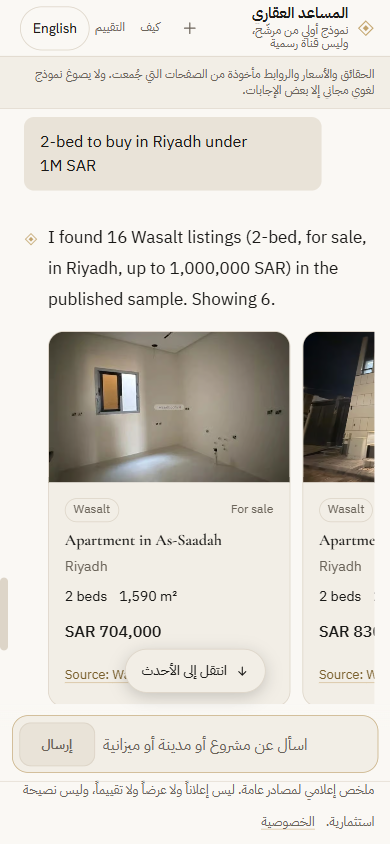 المساعد العقاري
نموذج أولي من مرشّح،
وليس قناة رسمية
+
كيف
التقييم
English
الحقائق والأسعار والروابط مأخوذة من الصفحات التي جُمعت. ولا يصوغ نموذج
لغوي مجاني إلا بعض الإجابات.
2-bed to buy in Riyadh under
1M SAR
I found 16 Wasalt listings (2-bed, for sale,
in Riyadh, up to 1,000,000 SAR) in the
published sample. Showing 6.
Wasalt
For sale
Apartment in As-Saadah
Riyadh
2 beds 1,590 m²
SAR 704,000
Source:
Wasalt
2 beds
انتقل إلى الأحدث ↓
اسأل عن مشروع أو مدينة أو ميزانية
إرسال
ملخص إعلامي لمصادر عامة. ليس إعلاناً ولا عرضاً ولا تقييماً، وليس نصيحة
استثمارية. الخصوصية